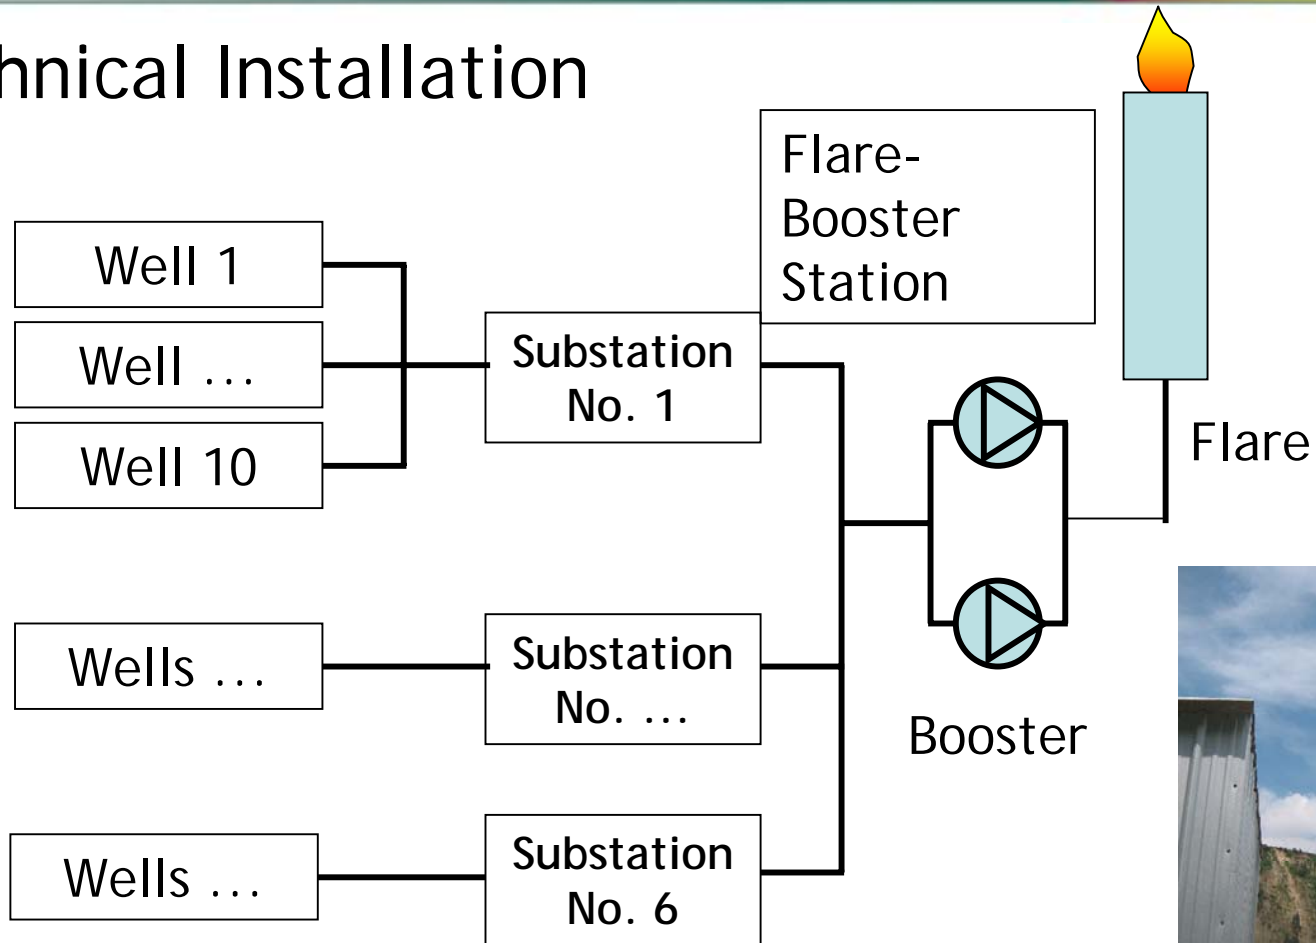 hnical Installation
Flare-
Booster
Station
Well 1
Well ...
Well 10
Substation
No. 1
Flare
Wells ...
Substation
No. ...
Booster
Wells ...
Substation
No. 6